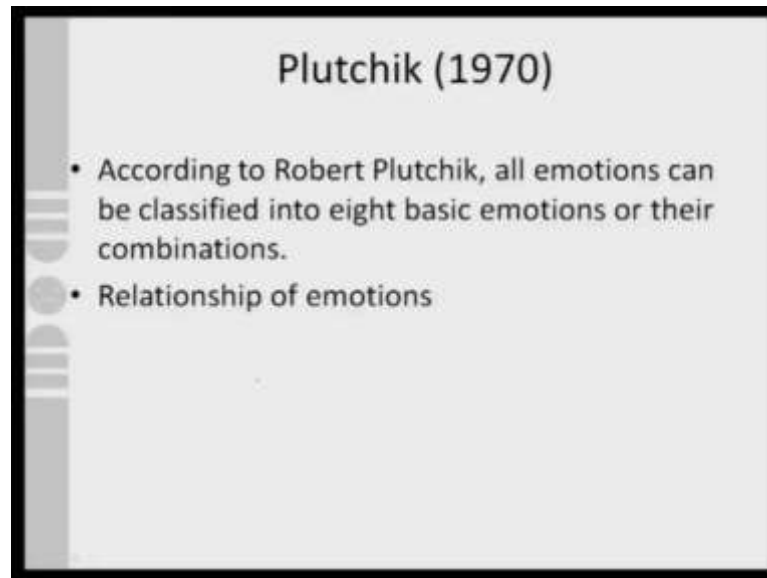 Plutchik (1970)
• According to Robert Plutchik, all emotions can
be classified into eight basic emotions or their
combinations.
• Relationship of emotions